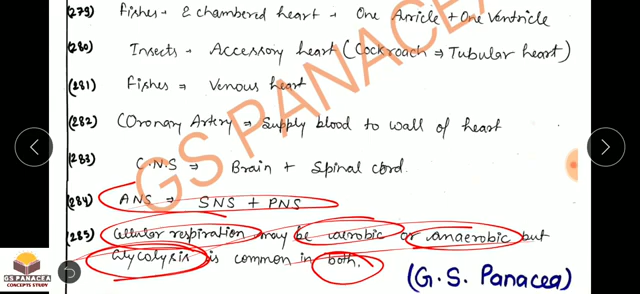 (279) Fishes - 2 chambered heart - One Auricle + One Ventricle
(280) Insects - Accessory heart (Cockroach ⇒ Tubular heart)
(281) Fishes ⇒ Venous heart
(282) Coronary Artery ⇒ Supply blood to wall of heart
(283) C.N.S ⇒ Brain + Spinal cord.
(284) ANS ⇒ SNS + PNS
(285) Cellular respiration may be aerobic or anaerobic but
Glycolysis is common in both.
(G.S. Panacea)
GS PANACEA
GS PANACEA
CONCEPTS STUDY